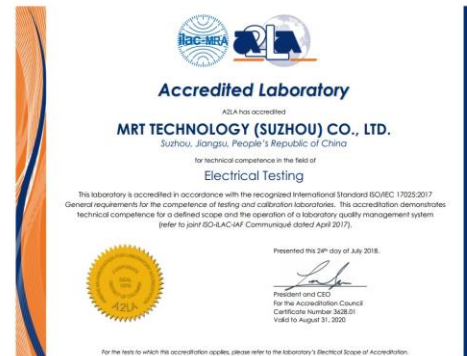 ilac-MRA
A2LA
Accredited Laboratory
A2LA has accredited
MRT TECHNOLOGY (SUZHOU) CO., LTD.
Suzhou, Jiangsu, People's Republic of China
for technical competence in the field of
Electrical Testing
This laboratory is accredited in accordance with the recognized International Standard ISO/IEC 17025:2017
General requirements for the competence of testing and calibration laboratories. This accreditation demonstrates
technical competence for a defined scope and the operation of a laboratory quality management system
(refer to joint ISO-ILAC-IAF Communiqué dated April 2017).
Presented this 24th day of July 2018.
President and CEO
For the Accreditation Council
Certificate Number 3628.01
Valid to August 31, 2020
SEAL
A2LA
For the tests to which this accreditation applies, please refer to the laboratory's Electrical Scope of Accreditation.